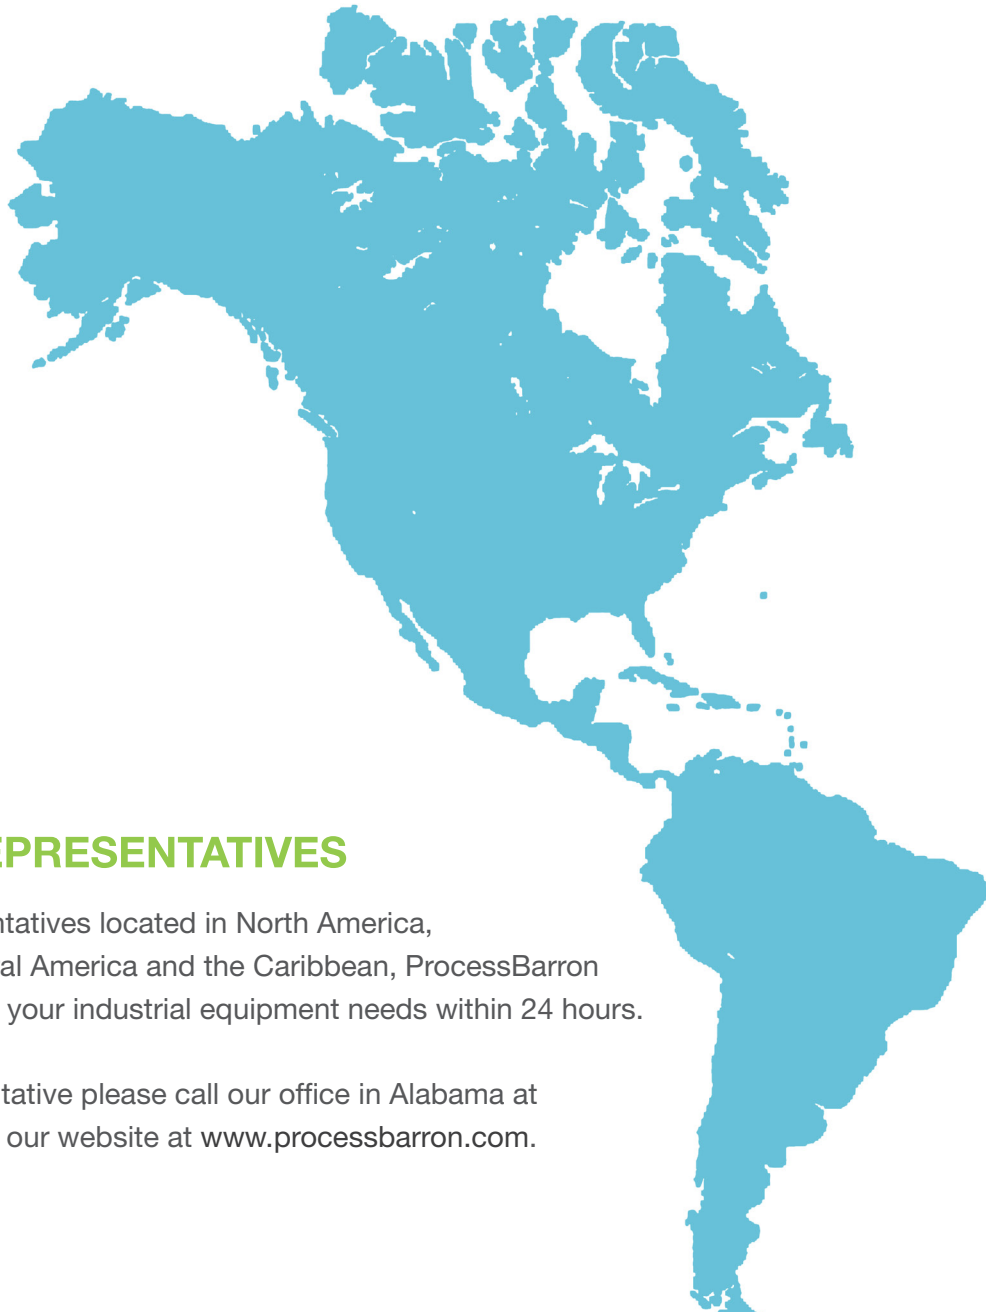 EPRESENTATIVES
ntatives located in North America,
al America and the Caribbean, ProcessBarron
your industrial equipment needs within 24 hours.
tative please call our office in Alabama at
our website at www.processbarron.com.